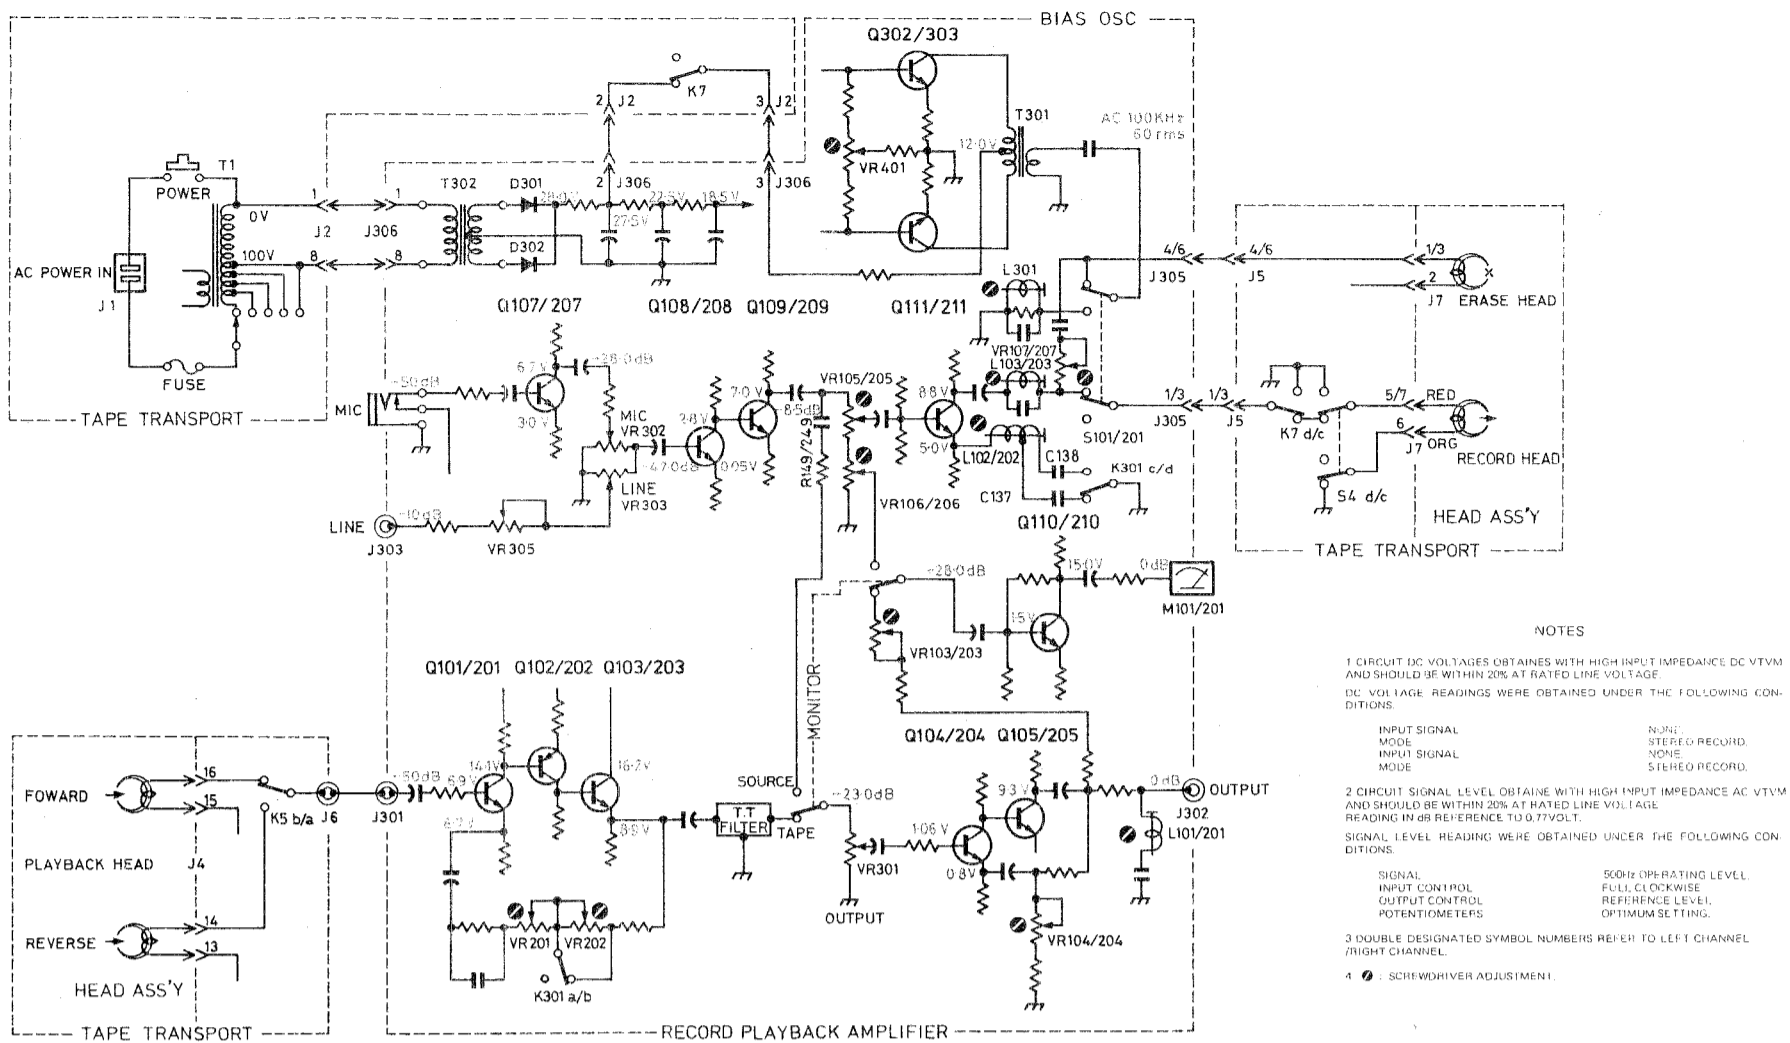 BIAS OSC
Q302/303
K7
2 J2
3 J2
T301
AC 100KHz
60 rms
12.0V
VR401
T1
POWER
0V
100V
AC POWER IN
J1
FUSE
TAPE TRANSPORT
1
J2
8
1
J306
8
T302
D301
D302
28.0V
2 J306
27.5V
22.5V
18.5V
3 J306
4/6
J305
4/6
J5
1/3
2
J7
ERASE HEAD
L301
Q107/207
Q108/208
Q109/209
Q111/211
VR107/207
L103/203
6.7V
-28.0dB
-50dB
MIC
3.0V
MIC
VR302
2.8V
7.0V
-8.5dB
VR105/205
8.8V
5.0V
1/3
J305
1/3
J5
K7 d/c
5/7 RED
6
J7 ORG
RECORD HEAD
S101/201
R149/249
-47.0dB
0.05V
L102/202
C138
K301 c/d
C137
S4 d/c
HEAD ASS'Y
TAPE TRANSPORT
LINE
VR303
VR106/206
Q110/210
LINE
-10dB
J303
VR305
-28.0dB
15.0V
0dB
M101/201
1.5V
VR103/203
MONITOR
Q101/201
Q102/202
Q103/203
Q104/204
Q105/205
FOWARD
16
15
K5 b/a
J6
J301
-60dB
6.9V
14.1V
16.2V
6.2V
8.9V
T.T
FILTER
SOURCE
TAPE
-23.0dB
VR301
OUTPUT
1.06V
9.3V
0.8V
0dB
OUTPUT
J302
L101/201
PLAYBACK HEAD
J4
REVERSE
14
13
HEAD ASS'Y
TAPE TRANSPORT
VR201
VR202
K301 a/b
VR104/204
RECORD PLAYBACK AMPLIFIER
NOTES
1 CIRCUIT DC VOLTAGES OBTAINES WITH HIGH INPUT IMPEDANCE DC VTVM
AND SHOULD BE WITHIN 20% AT RATED LINE VOLTAGE.
DC VOLTAGE READINGS WERE OBTAINED UNDER THE FOLLOWING CON-
DITIONS.
INPUT SIGNAL NONE.
MODE STEREO RECORD.
INPUT SIGNAL NONE
MODE STEREO RECORD.
2 CIRCUIT SIGNAL LEVEL OBTAINE WITH HIGH INPUT IMPEDANCE AC VTVM
AND SHOULD BE WITHIN 20% AT RATED LINE VOLTAGE
READING IN dB REFERENCE TO 0.77VOLT.
SIGNAL LEVEL READING WERE OBTAINED UNDER THE FOLLOWING CON-
DITIONS.
SIGNAL 500Hz OPERATING LEVEL.
INPUT CONTROL FULL CLOCKWISE
OUTPUT CONTROL REFERENCE LEVEL.
POTENTIOMETERS OPTIMUM SETTING.
3 DOUBLE DESIGNATED SYMBOL NUMBERS REFER TO LEFT CHANNEL
/RIGHT CHANNEL.
4 : SCREWDRIVER ADJUSTMENT.